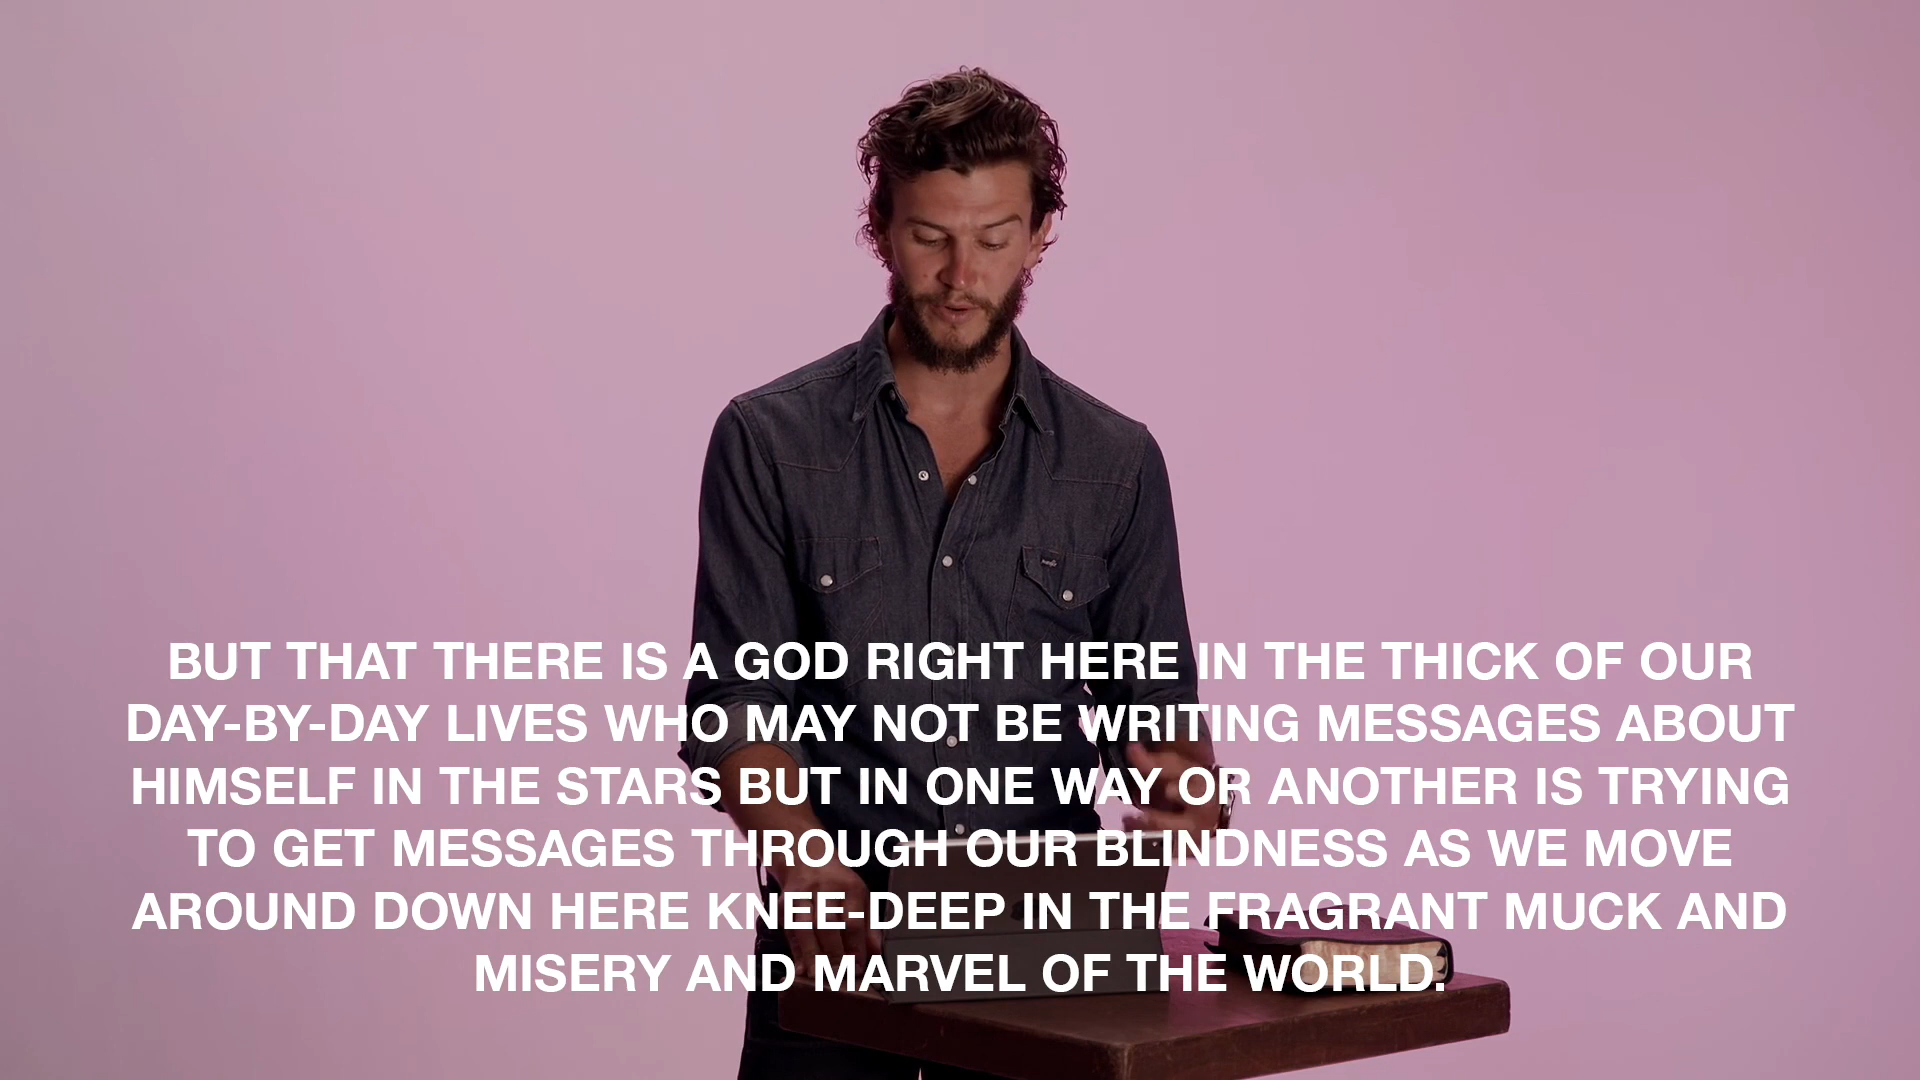 BUT THAT THERE IS A GOD RIGHT HERE IN THE THICK OF OUR
DAY-BY-DAY LIVES WHO MAY NOT BE WRITING MESSAGES ABOUT
HIMSELF IN THE STARS BUT IN ONE WAY OR ANOTHER IS TRYING
TO GET MESSAGES THROUGH OUR BLINDNESS AS WE MOVE
AROUND DOWN HERE KNEE-DEEP IN THE FRAGRANT MUCK AND
MISERY AND MARVEL OF THE WORLD.